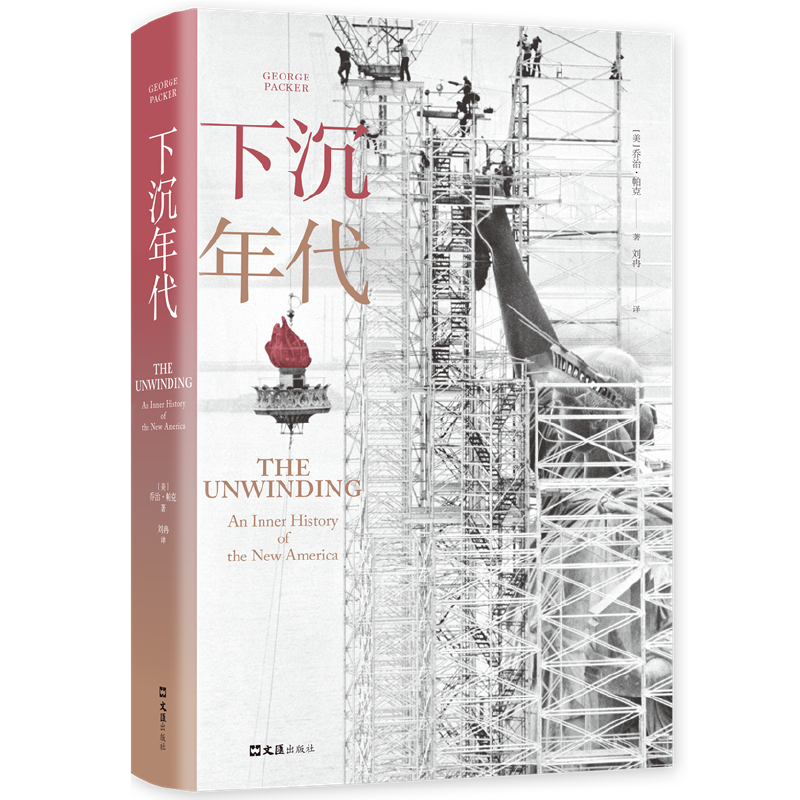 GEORGE
PACKER
下沉年代
THE
UNWINDING
An Inner History
of
the New America
[美]
乔治·帕克
著
刘冉
译
文匯出版社
GEORGE
PACKER
下沉
年代
[美]乔治·帕克
著
刘冉
译
THE
UNWINDING
An Inner History
of
the New America
文匯出版社